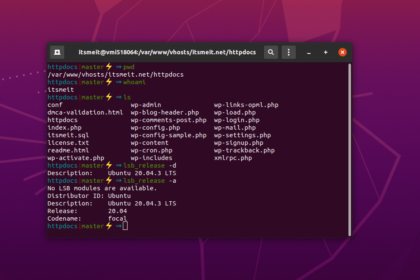 itsmeit@vmi518064:/var/www/vhosts/itsmeit.net/httpdocs
httpdocs:master⚡ ⇒ pwd
/var/www/vhosts/itsmeit.net/httpdocs
httpdocs:master⚡ ⇒ whoami
itsmeit
httpdocs:master⚡ ⇒ ls
conf wp-admin wp-links-opml.php
dmca-validation.html wp-blog-header.php wp-load.php
httpdocs wp-comments-post.php wp-login.php
index.php wp-config.php wp-mail.php
itsmeit.sql wp-config-sample.php wp-settings.php
license.txt wp-content wp-signup.php
readme.html wp-cron.php wp-trackback.php
wp-activate.php wp-includes xmlrpc.php
httpdocs:master⚡ ⇒ lsb_release -d
Description: Ubuntu 20.04.3 LTS
httpdocs:master⚡ ⇒ lsb_release -a
No LSB modules are available.
Distributor ID: Ubuntu
Description: Ubuntu 20.04.3 LTS
Release: 20.04
Codename: focal
httpdocs:master⚡ ⇒